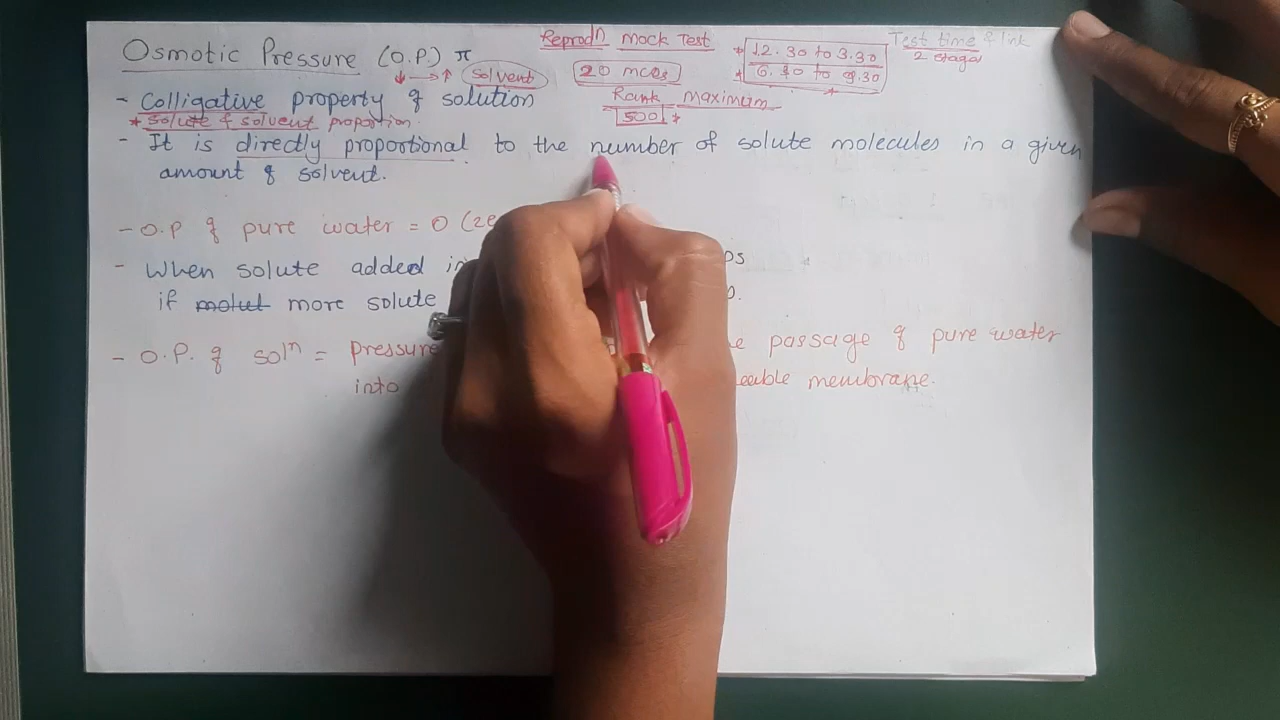 Osmotic Pressure (O.P.) π
↓ → ↑ solvent
Reprodⁿ Mock Test
20 mcqs
* 12.30 to 3.30
* 6.30 to 9.30
Test time & link
2 stages
Rank maximum
500 *
- Colligative property of solution
* Solute & solvent proportion.
- It is directly proportional to the number of solute molecules in a given
amount of solvent.
- O.P of pure water = 0
- When solute added
if more solute
- O.P. of solⁿ = pressure passage of pure water
into membrane.